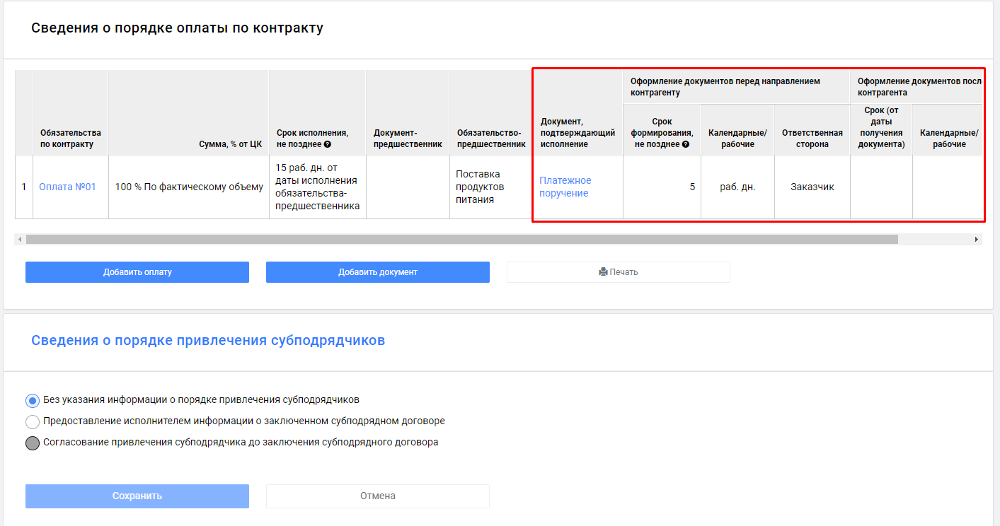 Сведения о порядке оплаты по контракту
Оформление документов перед направлением
контрагенту
Оформление документов посл
контрагента
Обязательства
по контракту
Сумма, % от ЦК
Срок исполнения,
не позднее ?
Документ-
предшественник
Обязательство-
предшественник
Документ,
подтверждающий
исполнение
Срок
формирования,
не позднее ?
Календарные/
рабочие
Ответственная
сторона
Срок (от
даты
получения
документа)
Календарные/
рабочие
1
Оплата №01
100 % По фактическому объему
15 раб. дн. от
даты исполнения
обязательства-
предшественника
Поставка
продуктов
питания
Платежное
поручение
5
раб. дн.
Заказчик
Добавить оплату
Добавить документ
Печать
Сведения о порядке привлечения субподрядчиков
Без указания информации о порядке привлечения субподрядчиков
Предоставление исполнителем информации о заключенном субподрядном договоре
Согласование привлечения субподрядчика до заключения субподрядного договора
Сохранить
Отмена